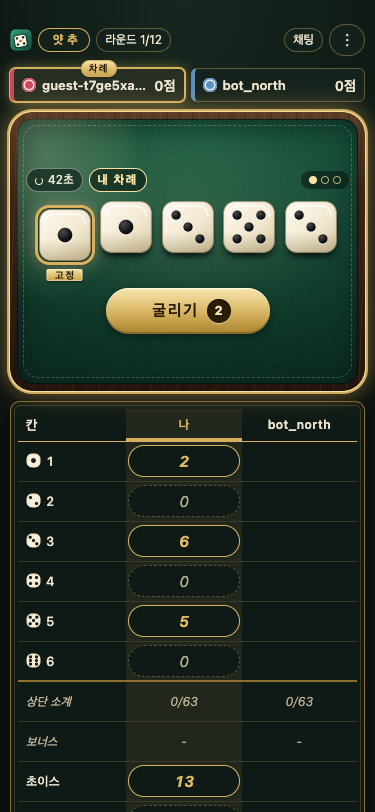 얏추 라운드 1/12 채팅
차례
guest-t7ge5xa... 0점 bot_north 0점
42초 내 차례
고정
굴리기 2
칸 나 bot_north
1 2
2 0
3 6
4 0
5 5
6 0
상단 소계 0/63 0/63
보너스 - -
초이스 13